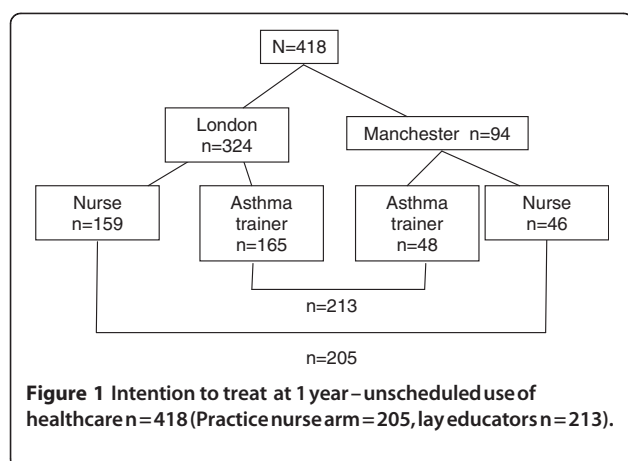 N=418
London
n=324
Manchester n=94
Nurse
n=159
Asthma
trainer
n=165
Asthma
trainer
n=48
Nurse
n=46
n=213
n=205
Figure 1 Intention to treat at 1 year – unscheduled use of
healthcare n = 418 (Practice nurse arm = 205, lay educators n = 213).